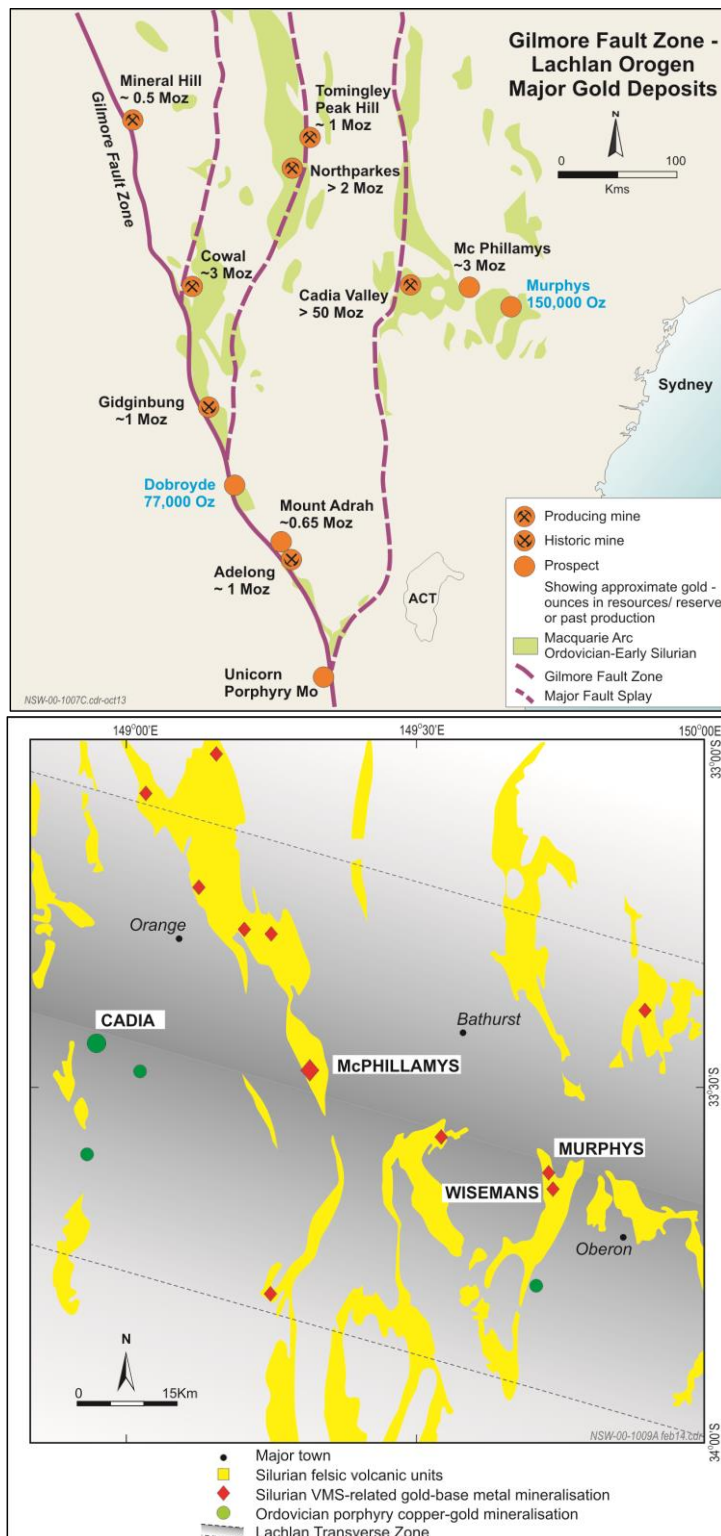 Gilmore Fault Zone -
Lachlan Orogen
Major Gold Deposits
N
0 100
Kms
Mineral Hill
~ 0.5 Moz
Gilmore Fault Zone
Tomingley
Peak Hill
~ 1 Moz
Northparkes
> 2 Moz
Cowal
~3 Moz
Cadia Valley
> 50 Moz
Mc Phillamys
~3 Moz
Murphys
150,000 Oz
Sydney
Gidginbung
~1 Moz
Dobroyde
77,000 Oz
Mount Adrah
~0.65 Moz
Adelong
~ 1 Moz
ACT
Unicorn
Porphyry Mo
Producing mine
Historic mine
Prospect
Showing approximate gold -
ounces in resources/ reserve
or past production
Macquarie Arc
Ordovician-Early Silurian
Gilmore Fault Zone
Major Fault Splay
NSW-00-1007C.cdr-oct13
149°00'E
149°30'E
150°00'E
33°00'S
Orange
CADIA
Bathurst
McPHILLAMYS
33°30'S
MURPHYS
WISEMANS
Oberon
N
0 15Km
NSW-00-1009A feb14.cdr
34°00'S
Major town
Silurian felsic volcanic units
Silurian VMS-related gold-base metal mineralisation
Ordovician porphyry copper-gold mineralisation
Lachlan Transverse Zone